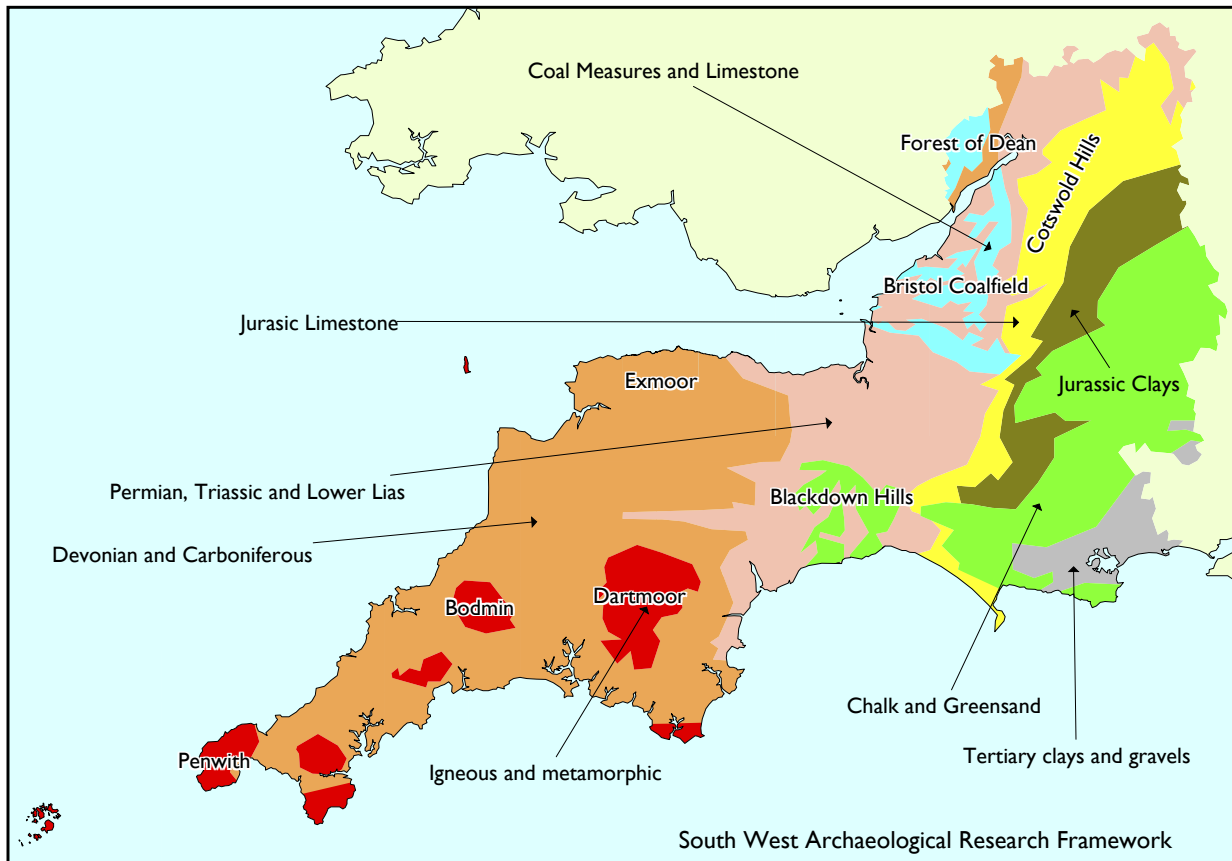 Coal Measures and Limestone
Forest of Dean
Cotswold Hills
Bristol Coalfield
Jurasic Limestone
Exmoor
Jurassic Clays
Permian, Triassic and Lower Lias
Blackdown Hills
Devonian and Carboniferous
Bodmin
Dartmoor
Chalk and Greensand
Penwith
Igneous and metamorphic
Tertiary clays and gravels
South West Archaeological Research Framework